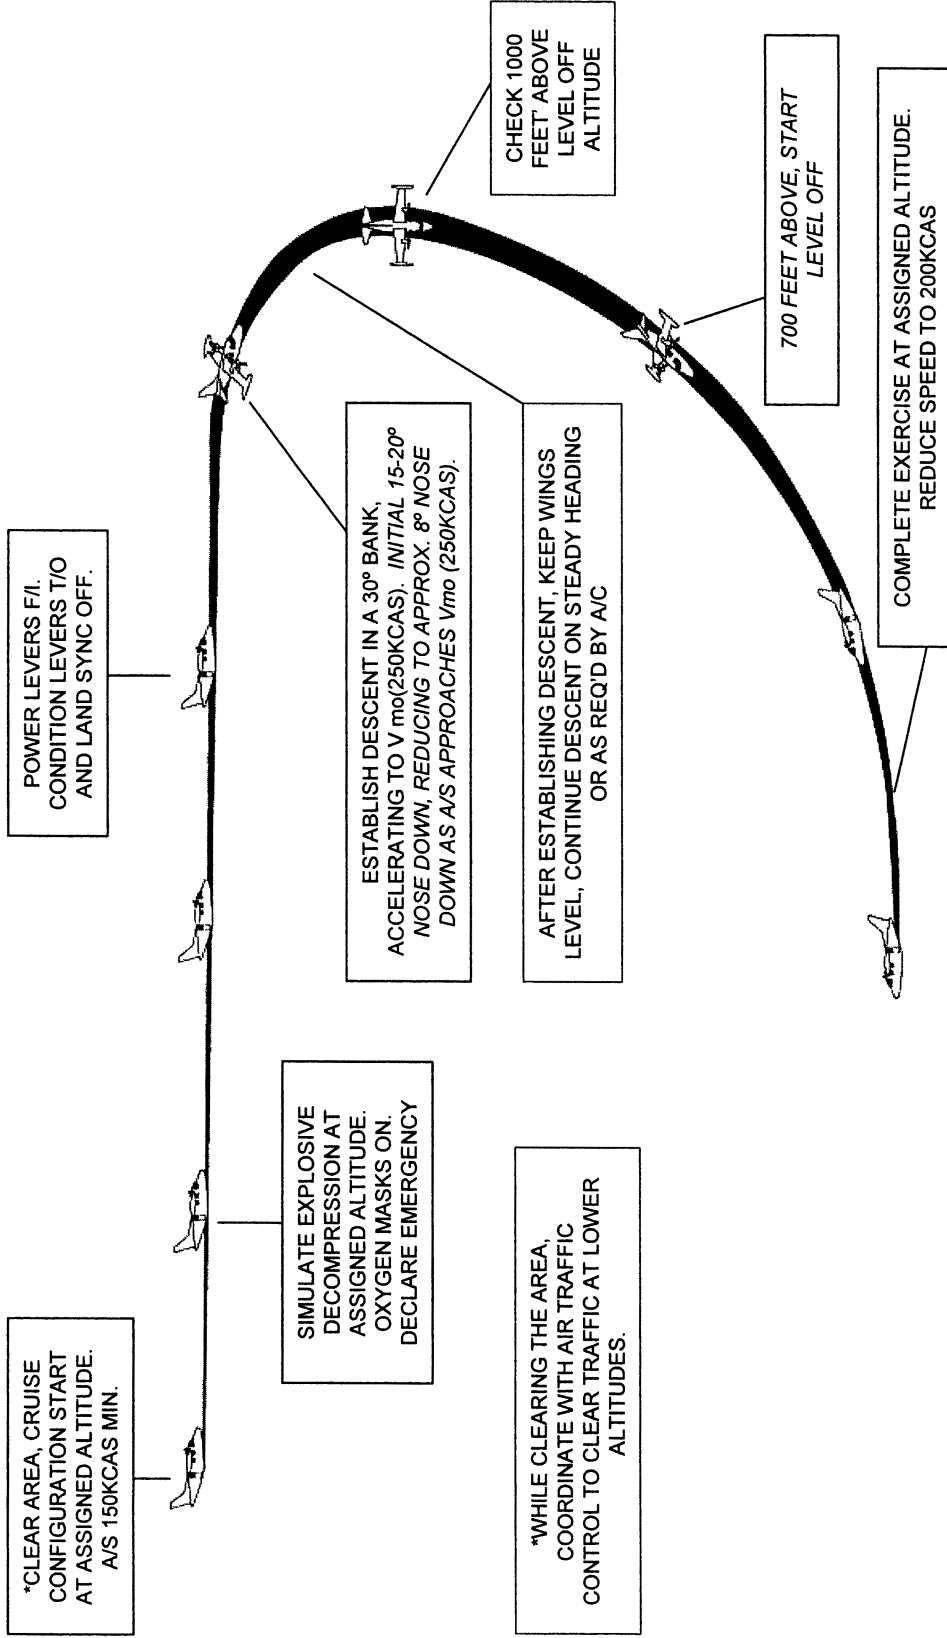 *CLEAR AREA, CRUISE
CONFIGURATION START
AT ASSIGNED ALTITUDE.
A/S 150KCAS MIN.
SIMULATE EXPLOSIVE
DECOMPRESSION AT
ASSIGNED ALTITUDE.
OXYGEN MASKS ON.
DECLARE EMERGENCY
POWER LEVERS F/I.
CONDITION LEVERS T/O
AND LAND SYNC OFF.
ESTABLISH DESCENT IN A 30º BANK,
ACCELERATING TO V mo(250KCAS). INITIAL 15-20º
NOSE DOWN, REDUCING TO APPROX. 8º NOSE
DOWN AS A/S APPROACHES Vmo (250KCAS).
AFTER ESTABLISHING DESCENT, KEEP WINGS
LEVEL, CONTINUE DESCENT ON STEADY HEADING
OR AS REQ'D BY A/C
CHECK 1000
FEET' ABOVE
LEVEL OFF
ALTITUDE
700 FEET ABOVE, START
LEVEL OFF
COMPLETE EXERCISE AT ASSIGNED ALTITUDE.
REDUCE SPEED TO 200KCAS
*WHILE CLEARING THE AREA,
COORDINATE WITH AIR TRAFFIC
CONTROL TO CLEAR TRAFFIC AT LOWER
ALTITUDES.